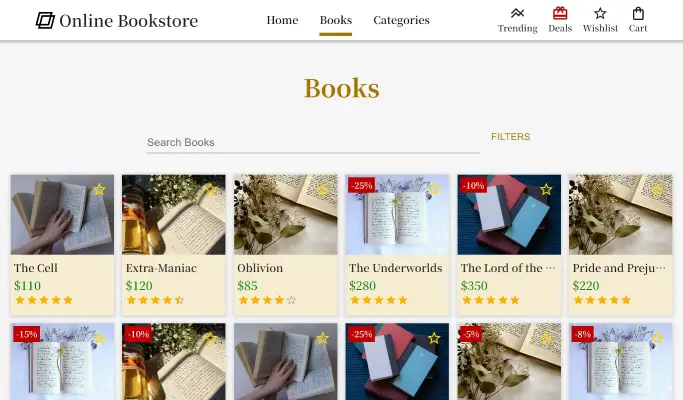 Online Bookstore
Home
Books
Categories
Trending
Deals
Wishlist
Cart
Books
Search Books
FILTERS
-25%
-10%
The Cell
Extra-Maniac
Oblivion
The Underworlds
The Lord of the ...
Pride and Preju...
$110
$120
$85
$280
$350
$220
-15%
-10%
-25%
-5%
-8%